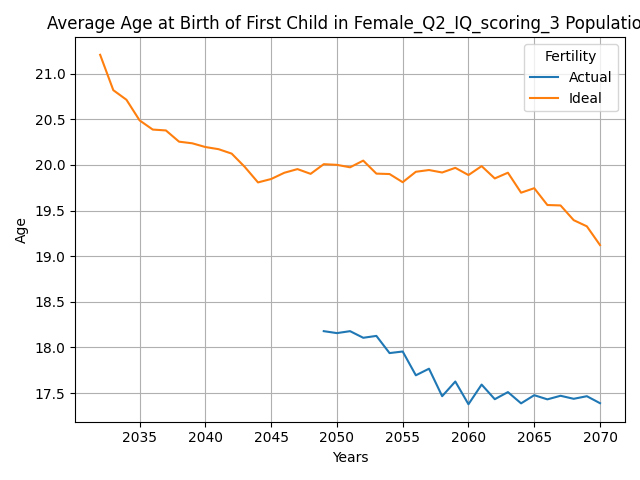 Average Age at Birth of First Child in Female_Q2_IQ_scoring_3 Populatio
Fertility
Actual
Ideal
21.0
20.5
20.0
19.5
19.0
18.5
18.0
17.5
Age
2035 2040 2045 2050 2055 2060 2065 2070
Years